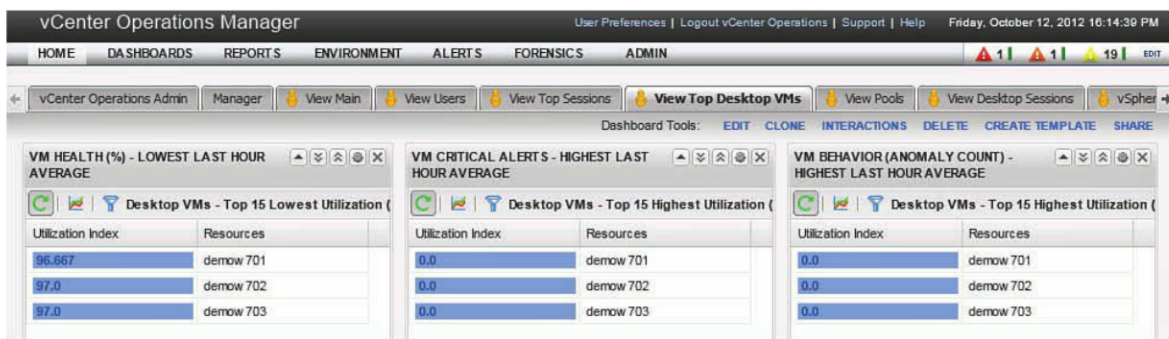 vCenter Operations Manager
User Preferences | Logout vCenter Operations | Support | Help Friday, October 12, 2012 16:14:39 PM
HOME DASHBOARDS REPORTS ENVIRONMENT ALERTS FORENSICS ADMIN 1 1 19 EDIT
vCenter Operations Admin Manager View Main View Users View Top Sessions View Top Desktop VMs View Pools View Desktop Sessions vSpher
Dashboard Tools: EDIT CLONE INTERACTIONS DELETE CREATE TEMPLATE SHARE
VM HEALTH (%) - LOWEST LAST HOUR
AVERAGE
Desktop VMs - Top 15 Lowest Utilization (
Utilization Index Resources
96.667 demow 701
97.0 demow 702
97.0 demow 703
VM CRITICAL ALERTS - HIGHEST LAST
HOUR AVERAGE
Desktop VMs - Top 15 Highest Utilization (
Utilization Index Resources
0.0 demow 701
0.0 demow 702
0.0 demow 703
VM BEHAVIOR (ANOMALY COUNT) -
HIGHEST LAST HOUR AVERAGE
Desktop VMs - Top 15 Highest Utilization (
Utilization Index Resources
0.0 demow 701
0.0 demow 702
0.0 demow 703